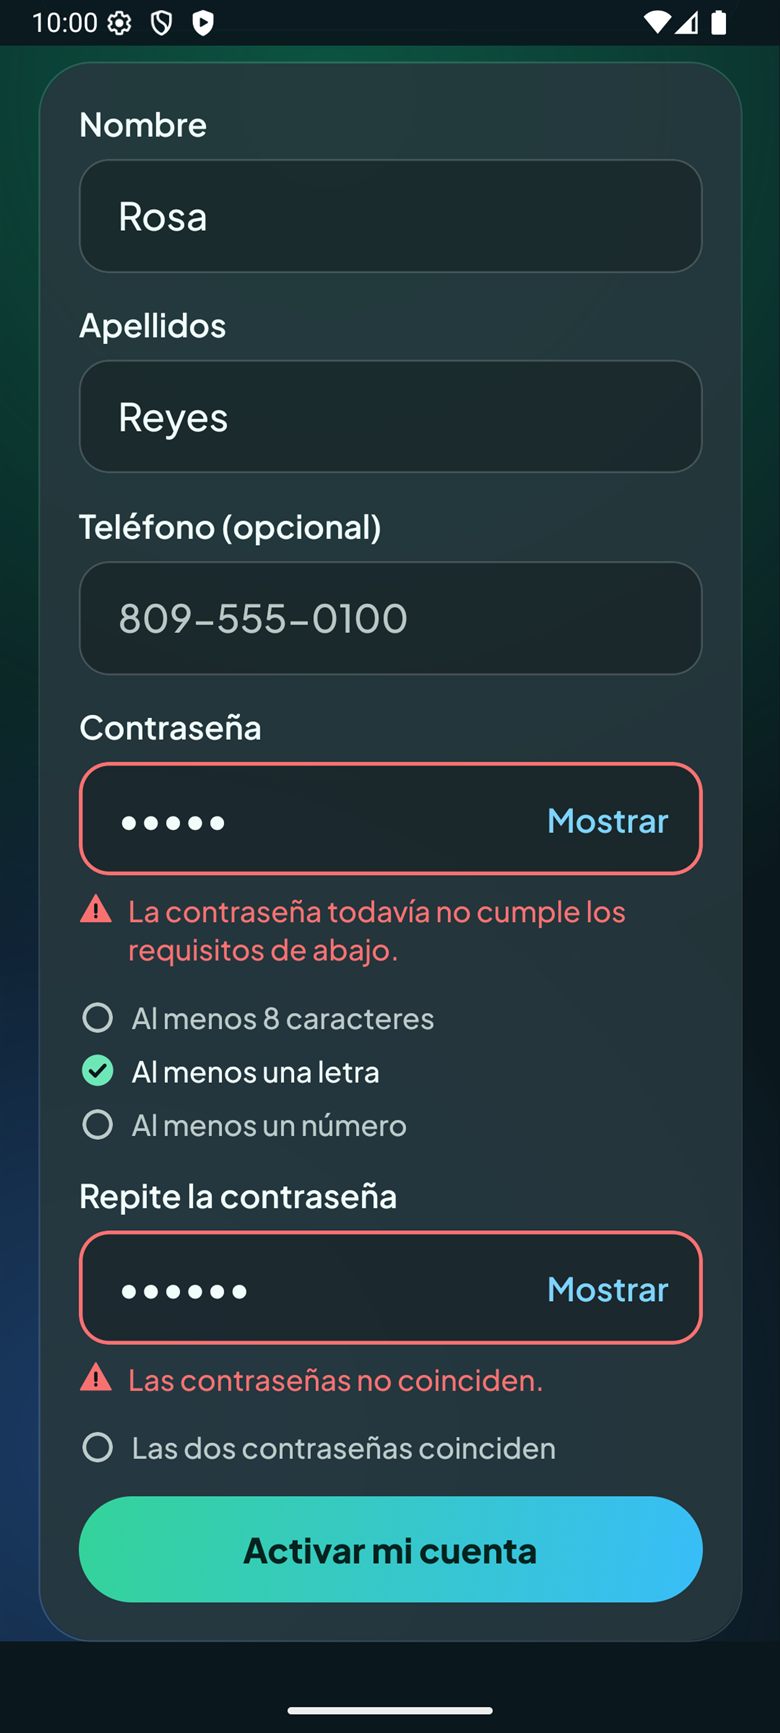 10:00
Nombre
Rosa
Apellidos
Reyes
Teléfono (opcional)
809-555-0100
Contraseña
•••••
Mostrar
La contraseña todavía no cumple los
requisitos de abajo.
Al menos 8 caracteres
Al menos una letra
Al menos un número
Repite la contraseña
••••••
Mostrar
Las contraseñas no coinciden.
Las dos contraseñas coinciden
Activar mi cuenta